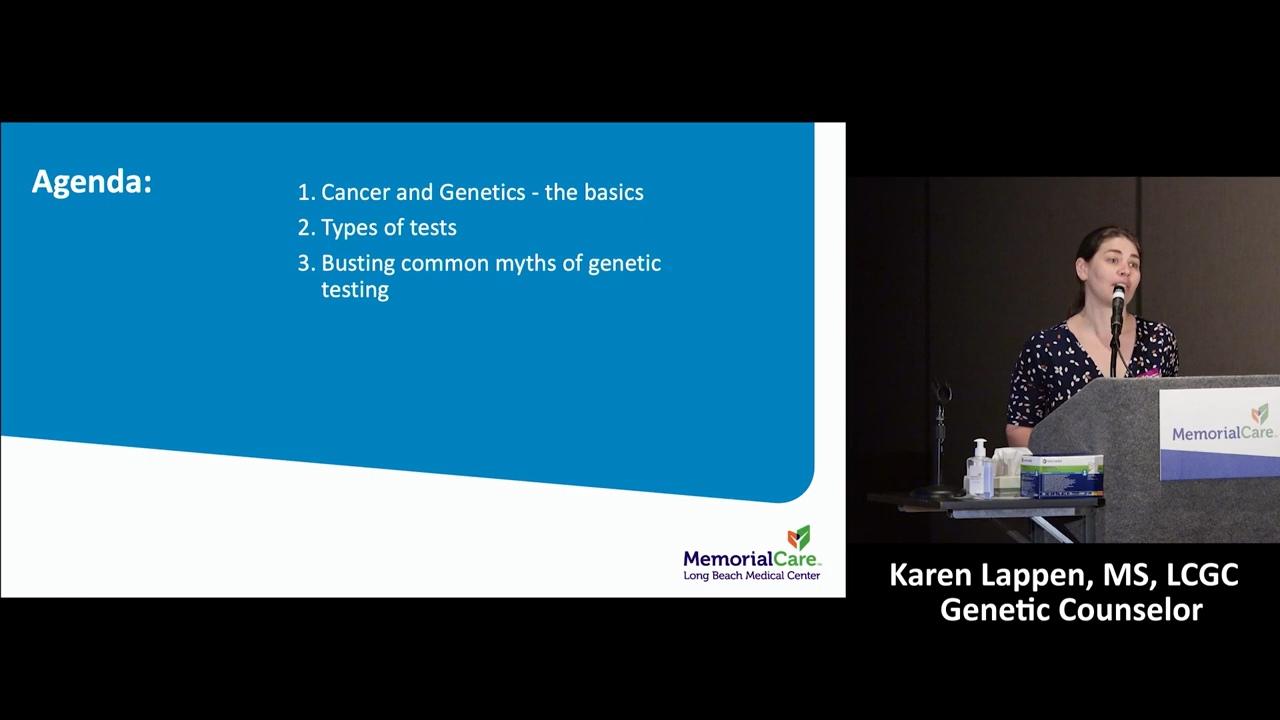 Agenda:
1. Cancer and Genetics - the basics
2. Types of tests
3. Busting common myths of genetic
testing
MemorialCare
Long Beach Medical Center
MemorialCare
Karen Lappen, MS, LCGC
Genetic Counselor